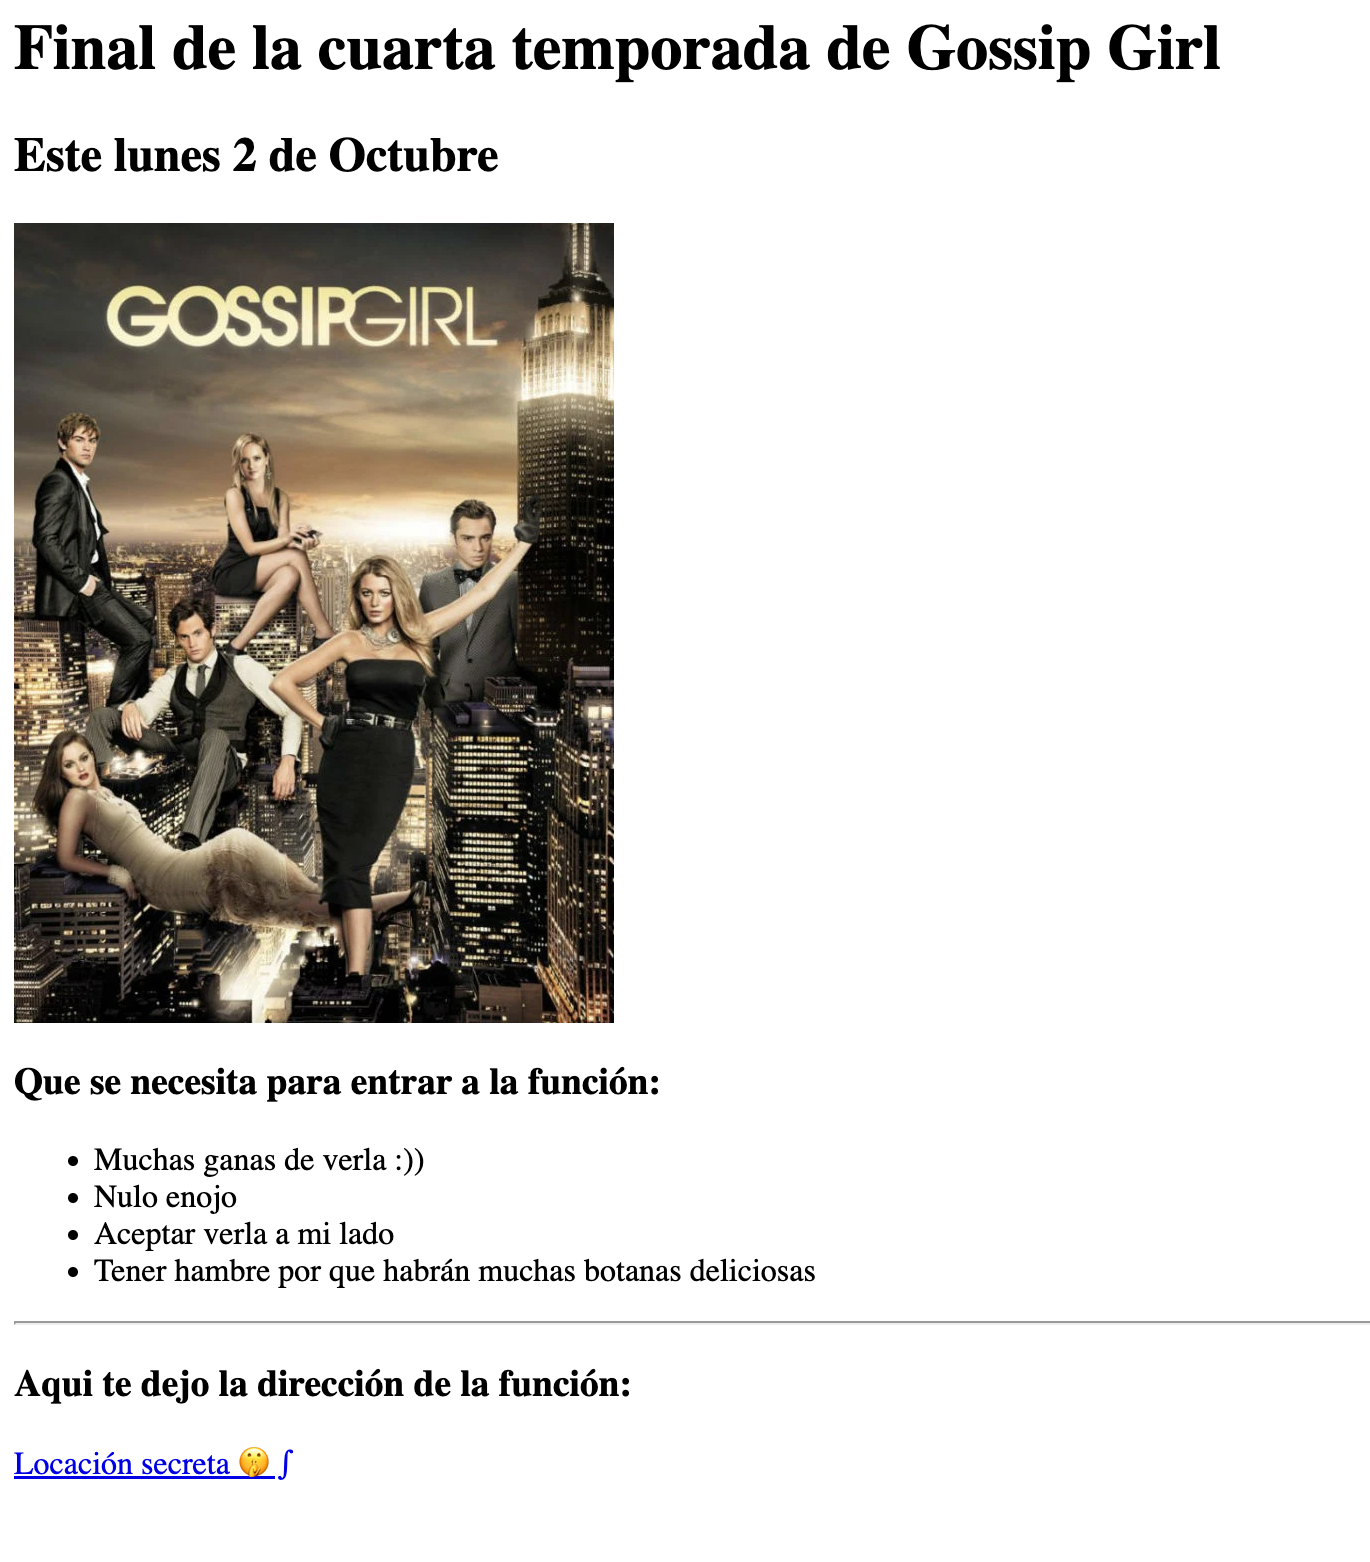 Final de la cuarta temporada de Gossip Girl
Este lunes 2 de Octubre
GOSSIPGIRL
Que se necesita para entrar a la función:
• Muchas ganas de verla :))
• Nulo enojo
• Aceptar verla a mi lado
• Tener hambre por que habrán muchas botanas deliciosas
Aqui te dejo la dirección de la función:
Locación secreta 🤫 ∫